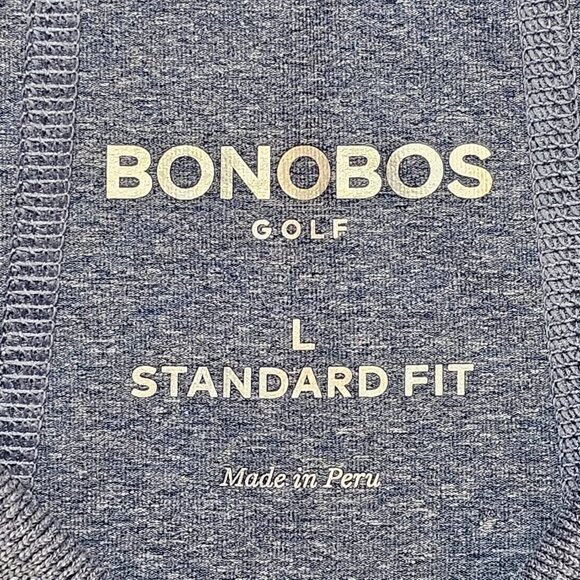 BONOBOS
GOLF
L
STANDARD FIT
Made in Peru